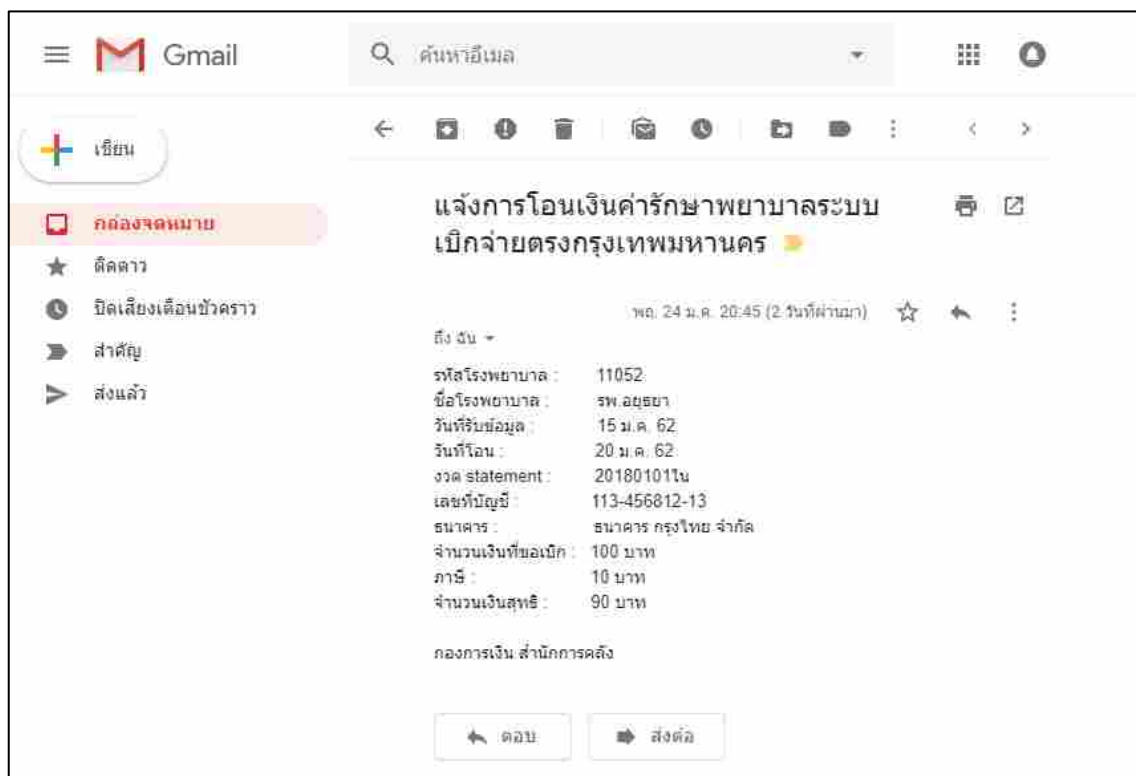 Gmail
ค้นหาอีเมล
เขียน
กล่องจดหมาย
ติดดาว
ปิดเสียงเตือนชั่วคราว
สำคัญ
ส่งแล้ว
แจ้งการโอนเงินค่ารักษาพยาบาลระบบ
เบิกจ่ายตรงกรุงเทพมหานคร
พฤ. 24 ม.ค. 20:45 (2 วันที่ผ่านมา)
ถึง ฉัน
รหัสโรงพยาบาล : 11052
ชื่อโรงพยาบาล : รพ.อยุธยา
วันที่รับข้อมูล : 15 ม.ค. 62
วันที่โอน : 20 ม.ค. 62
งวด statement : 20180101ใน
เลขที่บัญชี : 113-456812-13
ธนาคาร : ธนาคาร กรุงไทย จำกัด
จำนวนเงินที่ขอเบิก : 100 บาท
ภาษี : 10 บาท
จำนวนเงินสุทธิ : 90 บาท
กองการเงิน สำนักการคลัง
ตอบ
ส่งต่อ